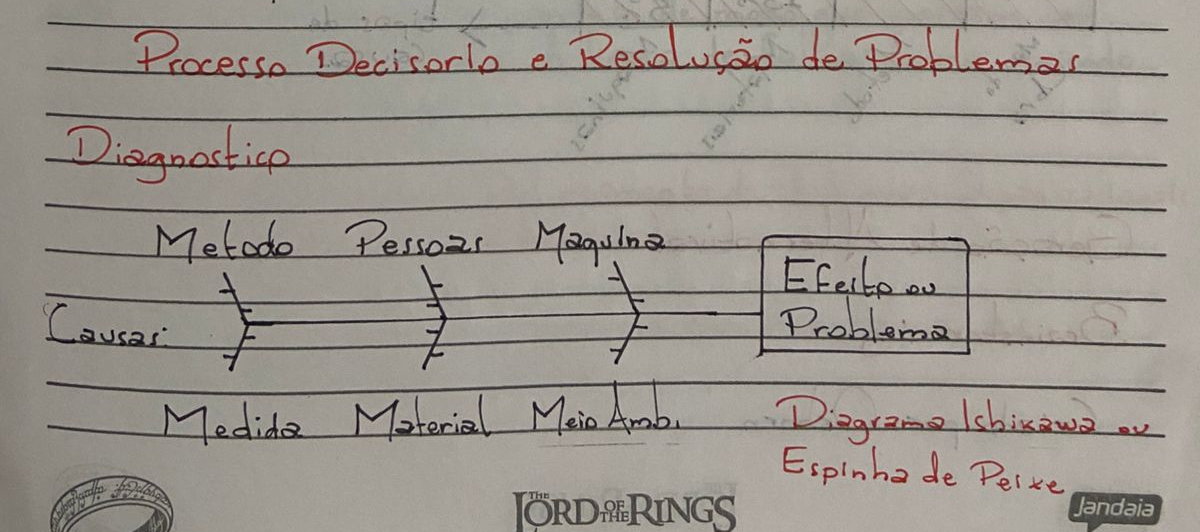 Processo Decisorio e Resolução de Problemas
Diagnostico
Metodo Pessoas Maquina
Efeito ou
Causas: Problema
Medida Material Meio Amb.
Diagrama Ishikawa ou
Espinha de Peixe
THE LORD OF THE RINGS
Jandaia